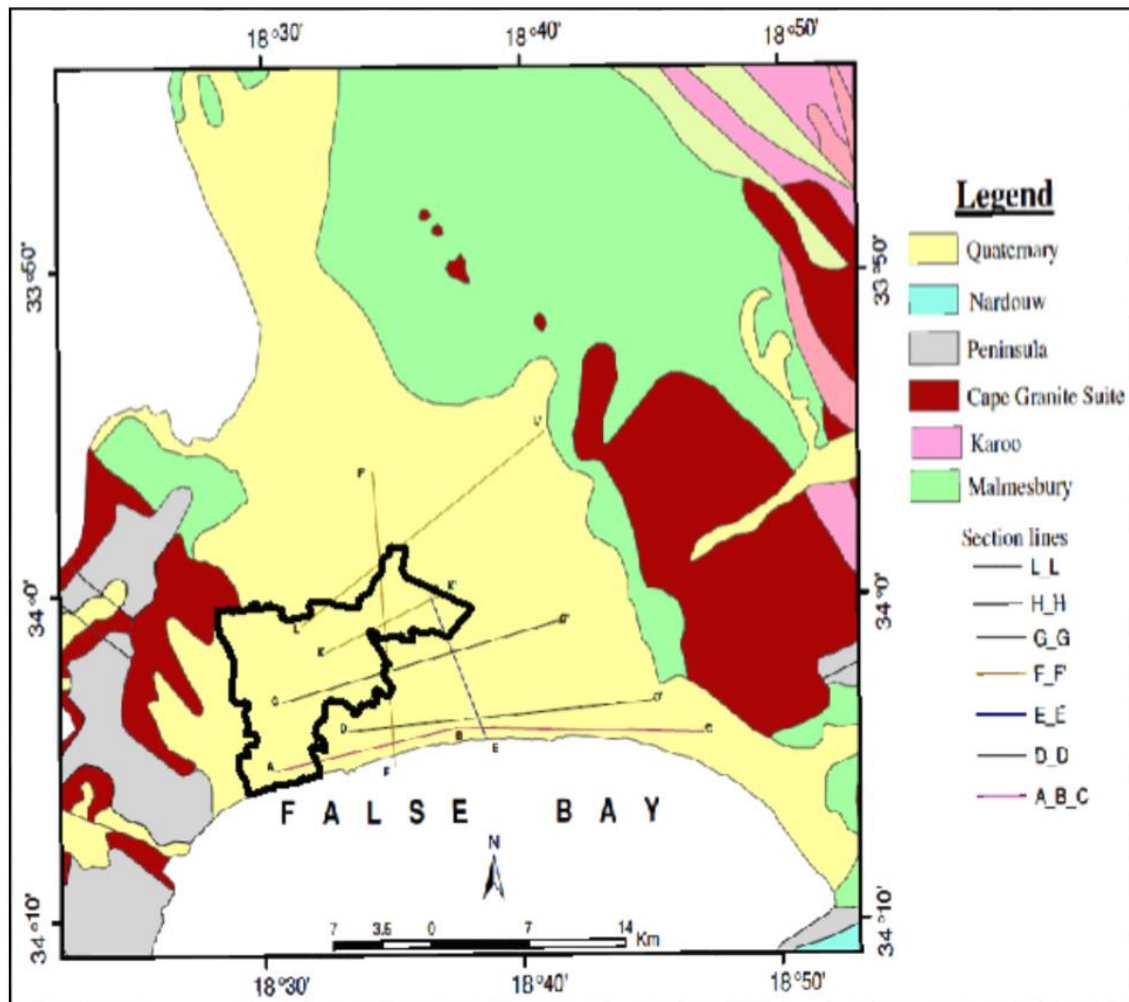 18°30'
18°40'
18°50'
33°50'
33°50'
Legend
Quaternary
Nardouw
Peninsula
Cape Granite Suite
Karoo
Malmesbury
Section lines
L_L
H_H
G_G
F_F'
E_E
D_D
A_B_C
L'
F'
K'
34°0'
34°0'
L
G'
G
D'
D
B
C
E
A
F
FALSE BAY
N
7 3.5 0 7 14
Km
34°10'
34°10'
18°30'
18°40'
18°50'